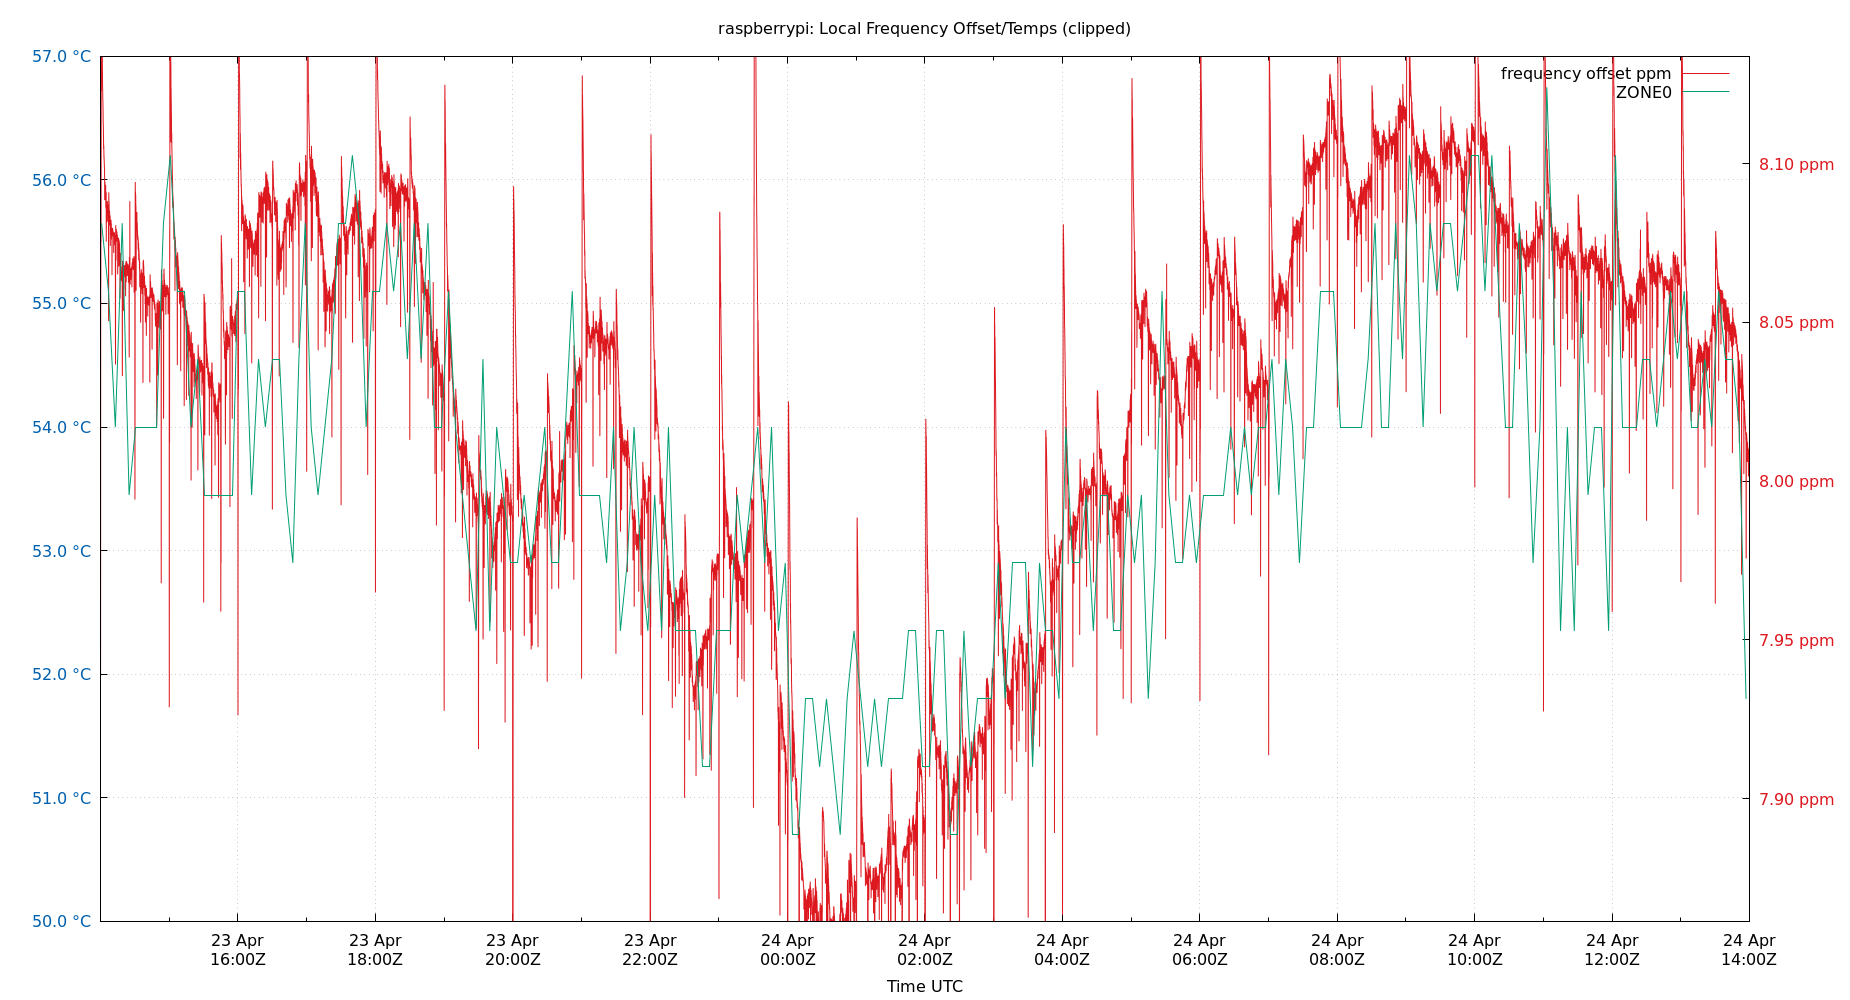 raspberrypi: Local Frequency Offset/Temps (clipped)
57.0 °C
56.0 °C
55.0 °C
54.0 °C
53.0 °C
52.0 °C
51.0 °C
50.0 °C
frequency offset ppm
ZONE0
8.10 ppm
8.05 ppm
8.00 ppm
7.95 ppm
7.90 ppm
23 Apr
16:00Z
23 Apr
18:00Z
23 Apr
20:00Z
23 Apr
22:00Z
24 Apr
00:00Z
24 Apr
02:00Z
24 Apr
04:00Z
24 Apr
06:00Z
24 Apr
08:00Z
24 Apr
10:00Z
24 Apr
12:00Z
24 Apr
14:00Z
Time UTC